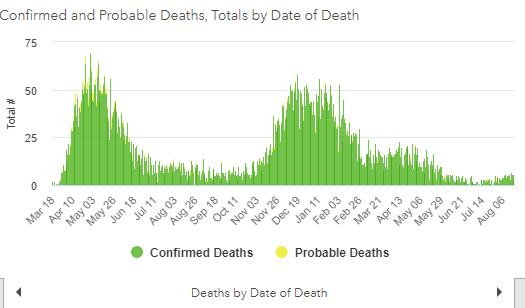 Confirmed and Probable Deaths, Totals by Date of Death
75
50
25
0
Total #
Mar 18
Apr 10
May 03
May 26
Jun 18
Jul 11
Aug 03
Aug 26
Sep 18
Oct 11
Nov 03
Nov 26
Dec 19
Jan 11
Feb 03
Feb 26
Mar 21
Apr 13
May 06
May 29
Jun 21
Jul 14
Aug 06
Confirmed Deaths Probable Deaths
Deaths by Date of Death